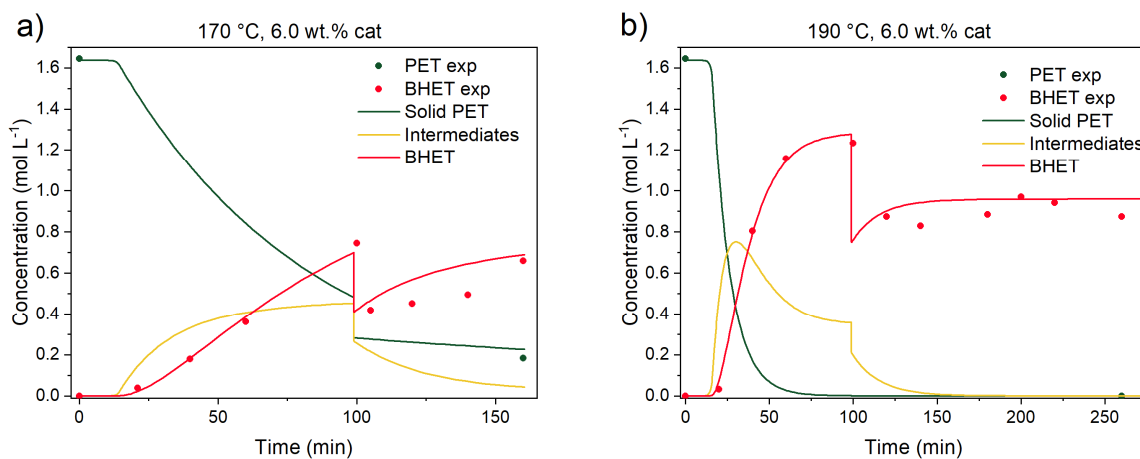 a)
170 °C, 6.0 wt.% cat
PET exp
BHET exp
Solid PET
Intermediates
BHET
Concentration (mol L⁻¹)
1.6
1.4
1.2
1.0
0.8
0.6
0.4
0.2
0.0
0 50 100 150
Time (min)
b)
190 °C, 6.0 wt.% cat
PET exp
BHET exp
Solid PET
Intermediates
BHET
Concentration (mol L⁻¹)
1.6
1.4
1.2
1.0
0.8
0.6
0.4
0.2
0.0
0 50 100 150 200 250
Time (min)